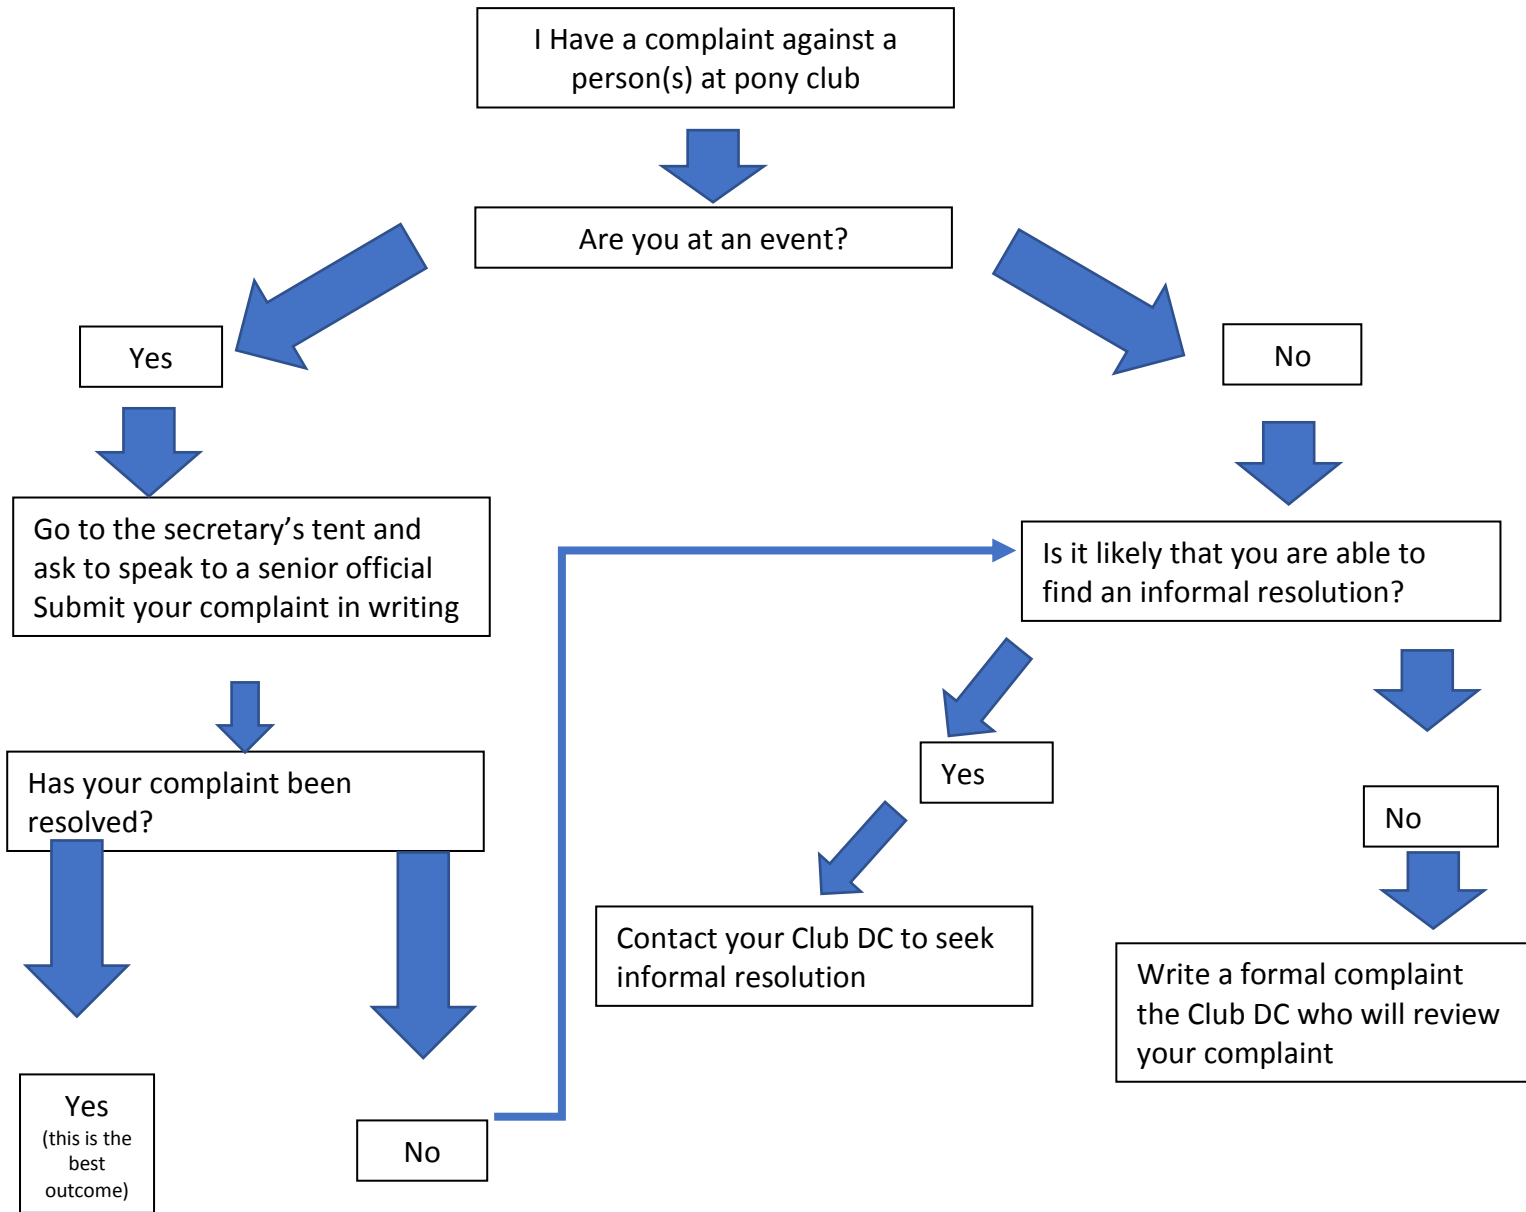 I Have a complaint against a
person(s) at pony club
Are you at an event?
Yes
No
Go to the secretary’s tent and
ask to speak to a senior official
Submit your complaint in writing
Is it likely that you are able to
find an informal resolution?
Has your complaint been
resolved?
Yes
No
Contact your Club DC to seek
informal resolution
Write a formal complaint
the Club DC who will review
your complaint
Yes
(this is the
best
outcome)
No